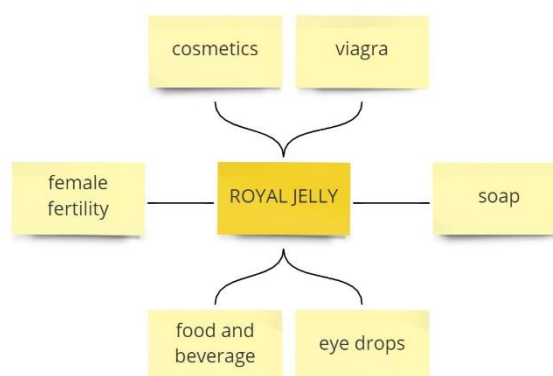 cosmetics
viagra
female
fertility
ROYAL JELLY
soap
food and
beverage
eye drops